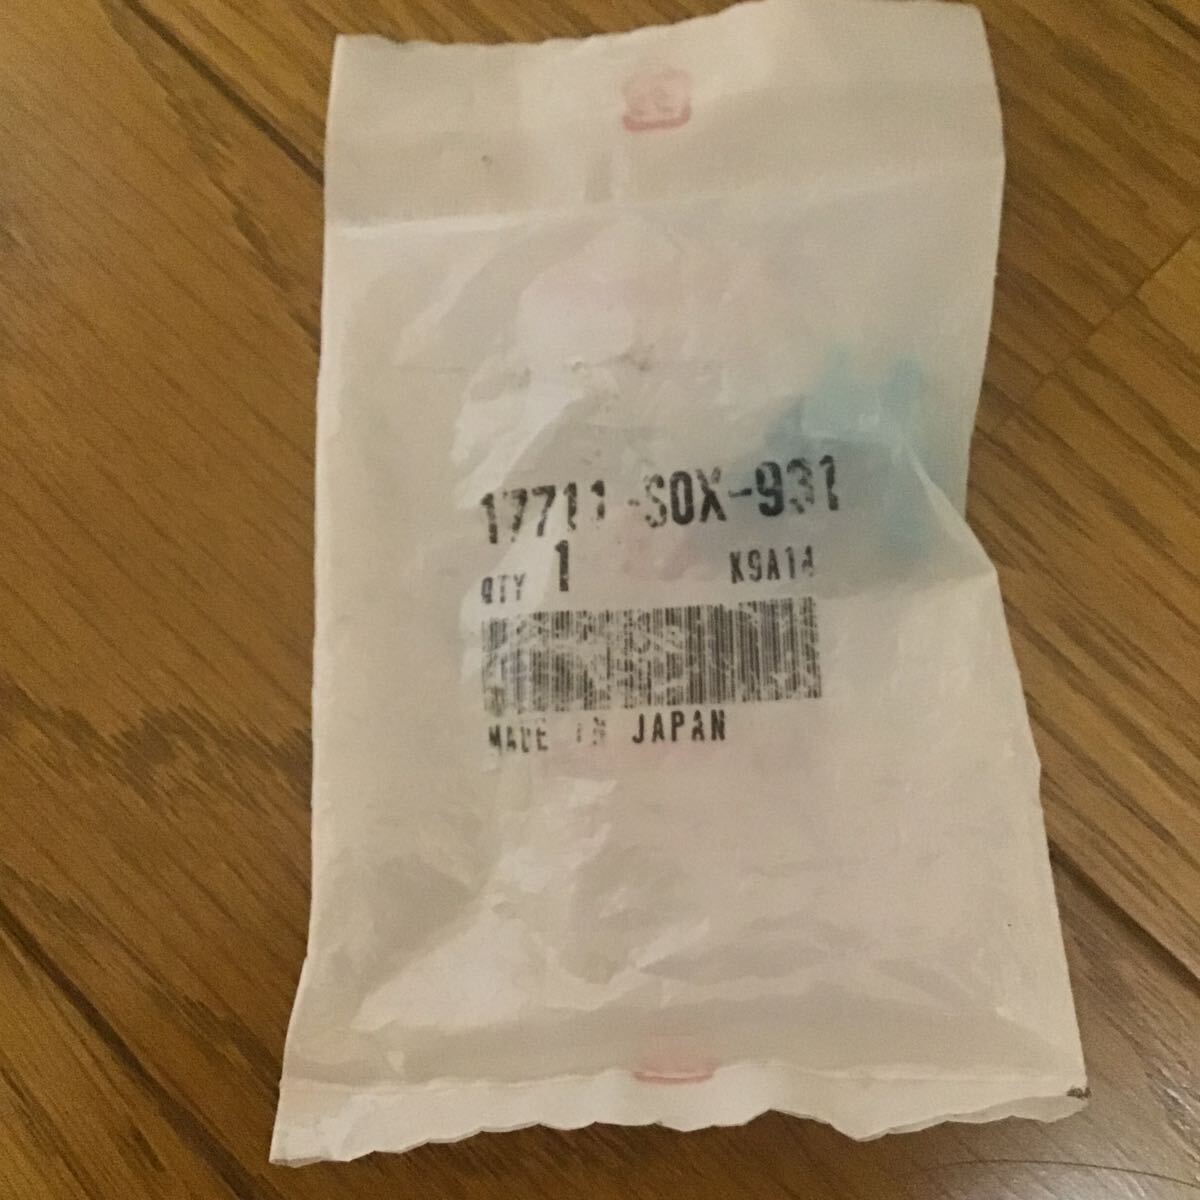 17711-S0X-931
QTY 1 K9A14
MADE IN JAPAN